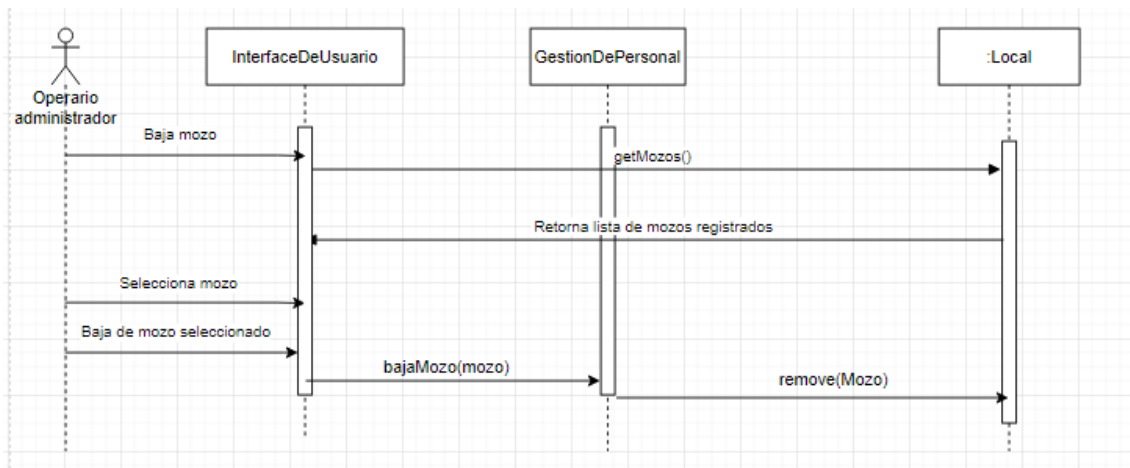 InterfaceDeUsuario
GestionDePersonal
:Local
Operario
administrador
Baja mozo
getMozos()
Retorna lista de mozos registrados
Selecciona mozo
Baja de mozo seleccionado
bajaMozo(mozo)
remove(Mozo)